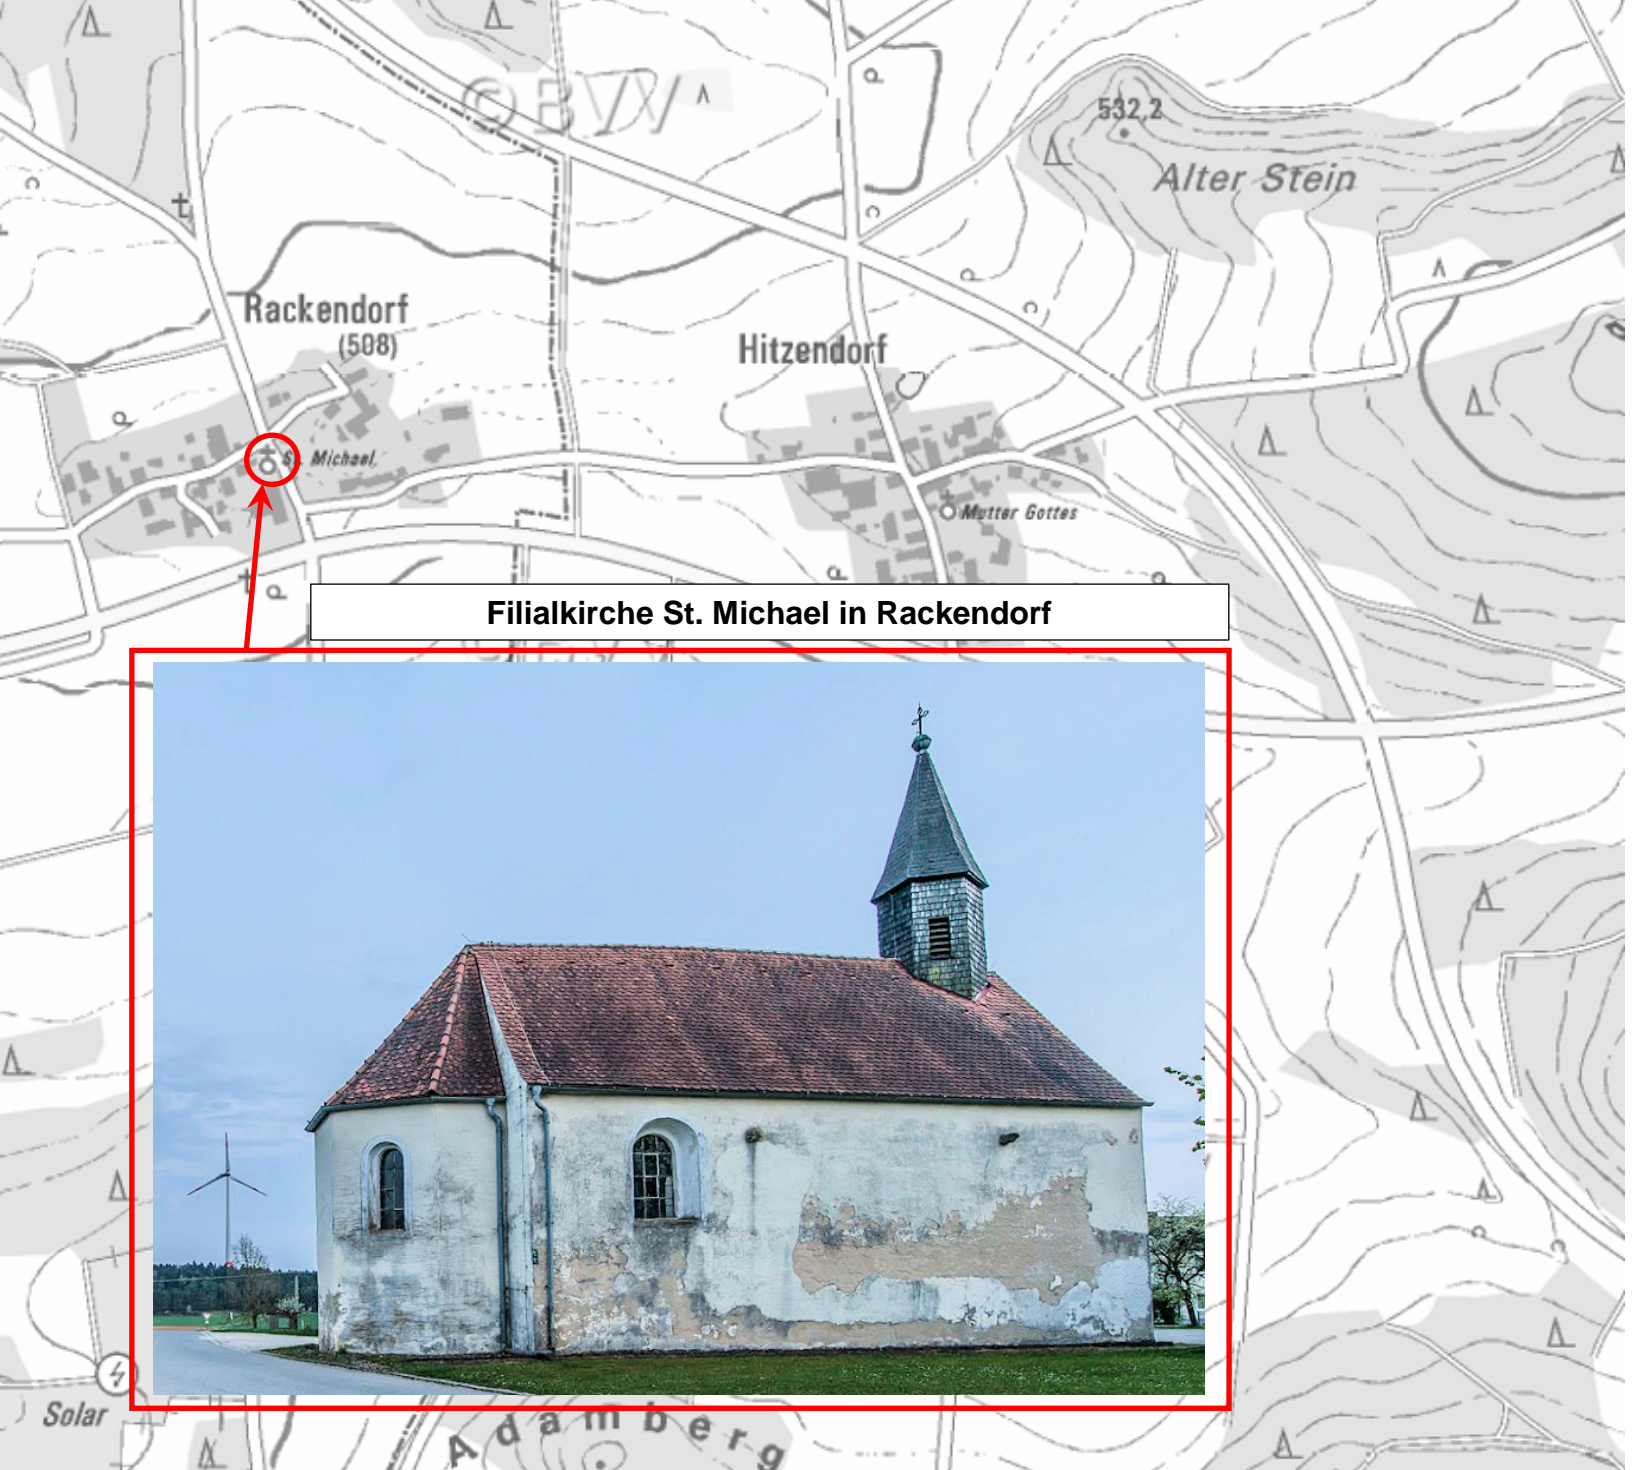 ©BVV
532,2
Alter Stein
Rackendorf
(508)
Hitzendorf
St. Michael
Mutter Gottes
Filialkirche St. Michael in Rackendorf
Solar
Adamberg